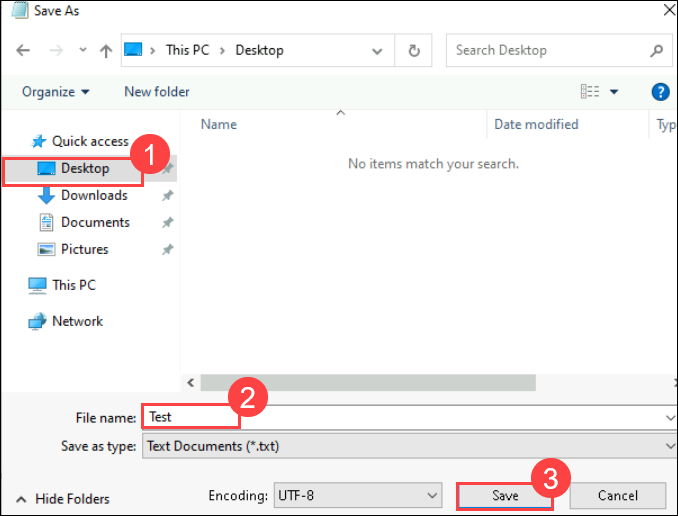 Save As
This PC > Desktop
Search Desktop
Organize
New folder
?
Name
Date modified
Typ
Quick access
1
Desktop
No items match your search.
Downloads
Documents
Pictures
This PC
Network
2
File name: Test
Save as type: Text Documents (*.txt)
3
Hide Folders
Encoding: UTF-8
Save
Cancel